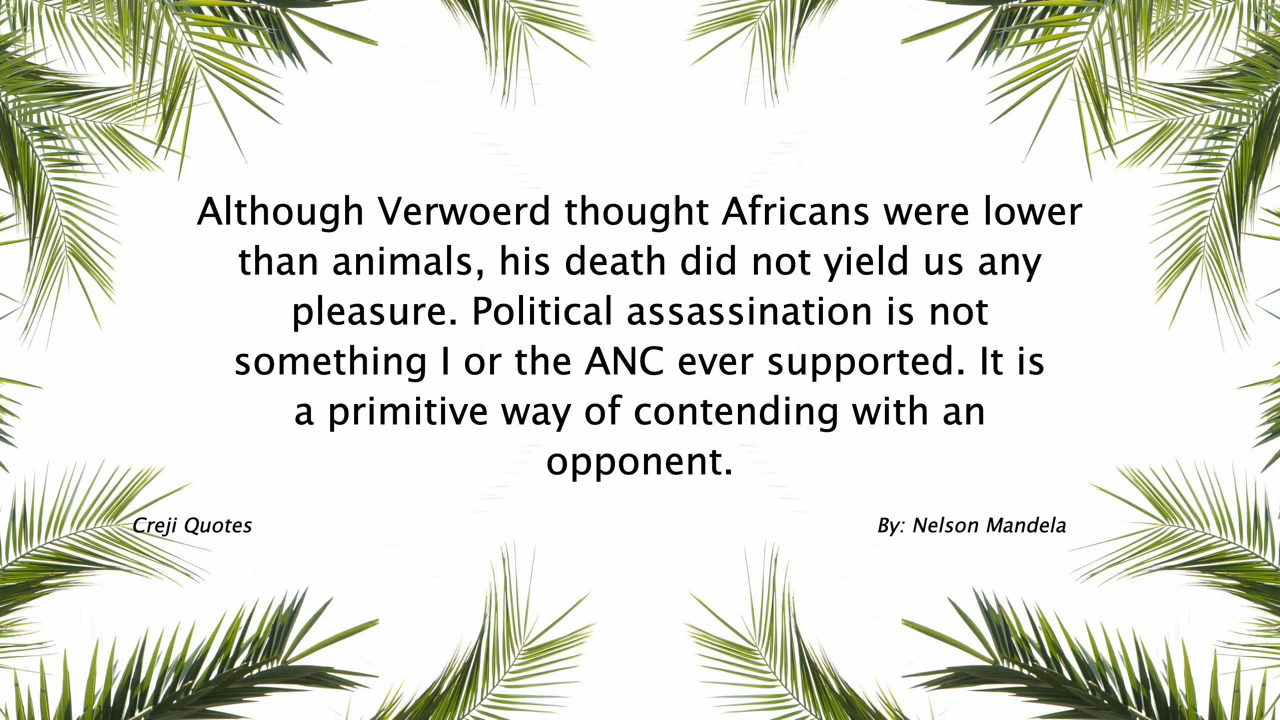 Although Verwoerd thought Africans were lower
than animals, his death did not yield us any
pleasure. Political assassination is not
something I or the ANC ever supported. It is
a primitive way of contending with an
opponent.
Creji Quotes
By: Nelson Mandela